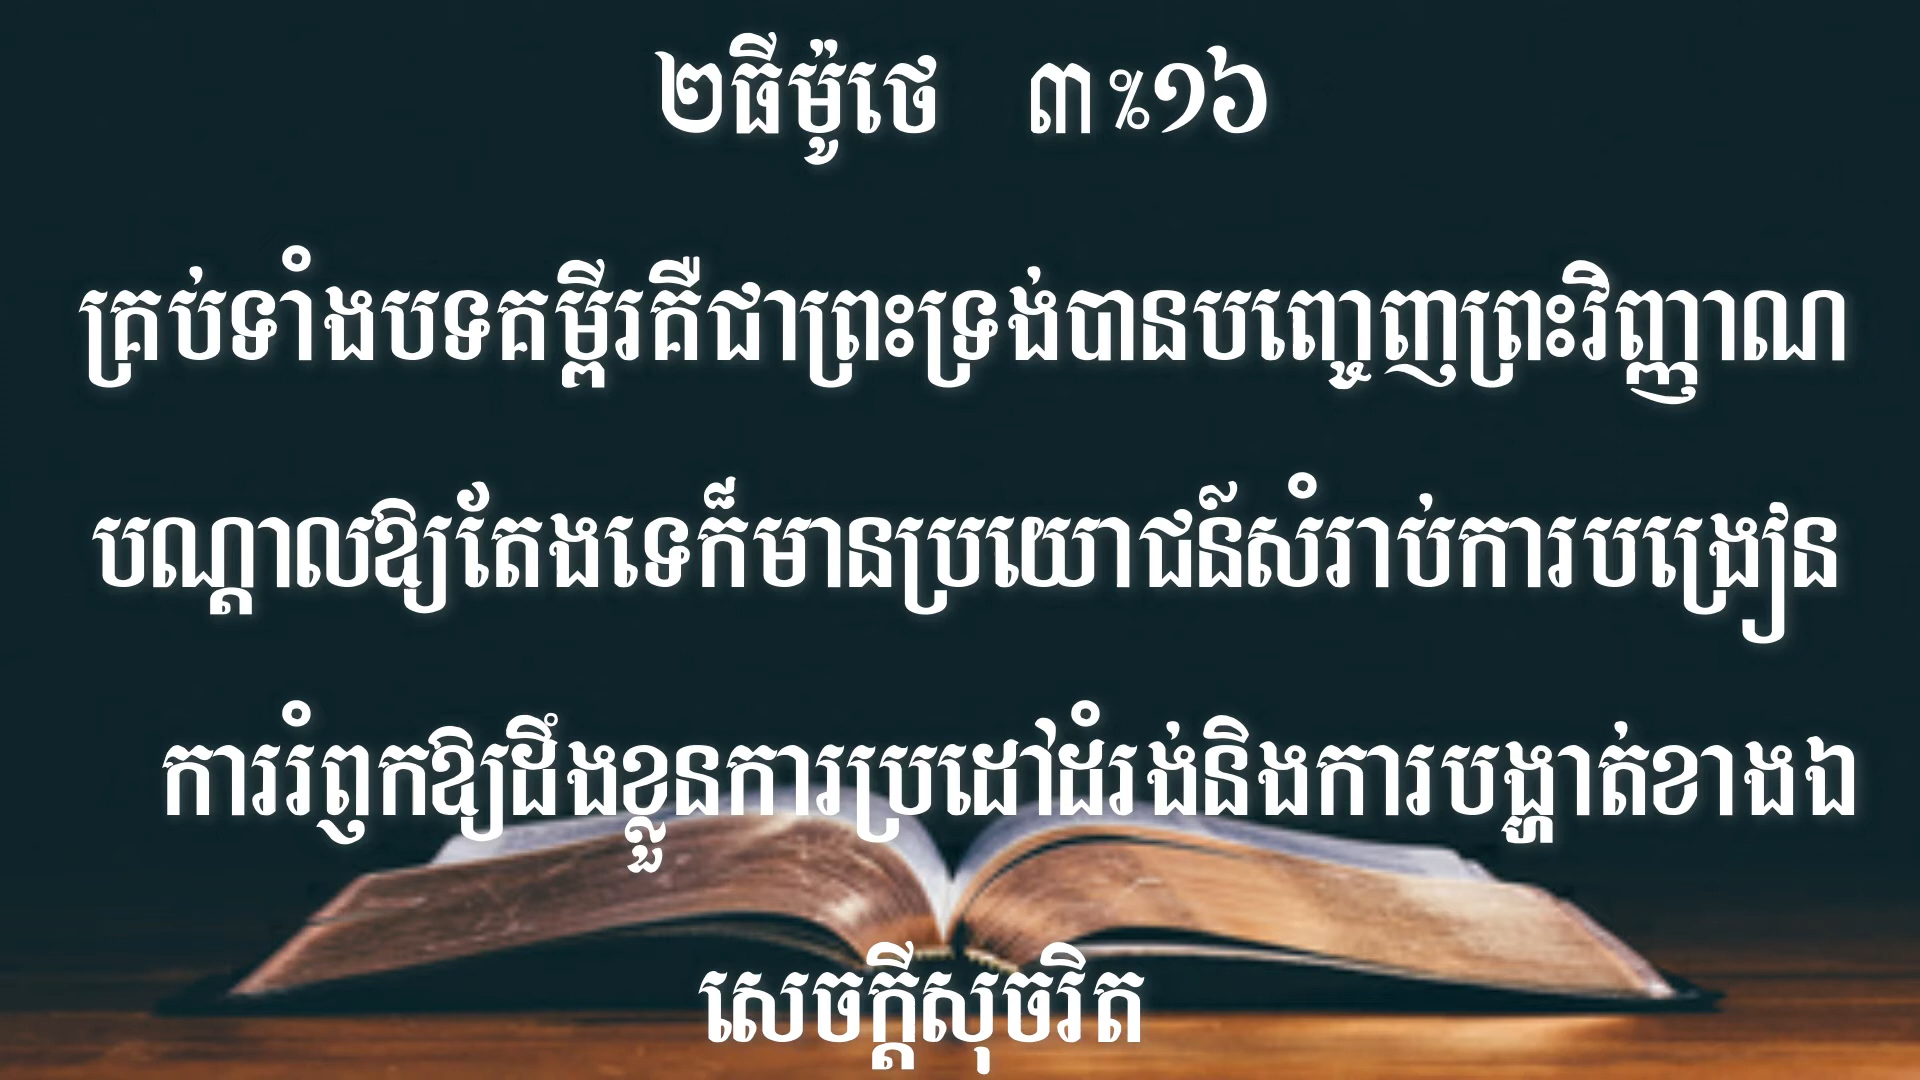 ២ធីម៉ូថេ ៣%១៦
គ្រប់ទាំងបទគម្ពីរគឺជាព្រះទ្រង់បានបញ្ចេញព្រះវិញ្ញាណ
បណ្ដាលឱ្យតែងទេក៏មានប្រយោជន៍សំរាប់ការបង្រៀន
ការរំឭកឱ្យដឹងខ្លួនការប្រដៅដំរង់និងការបង្ហាត់ខាងឯ
សេចក្ដីសុចរិត